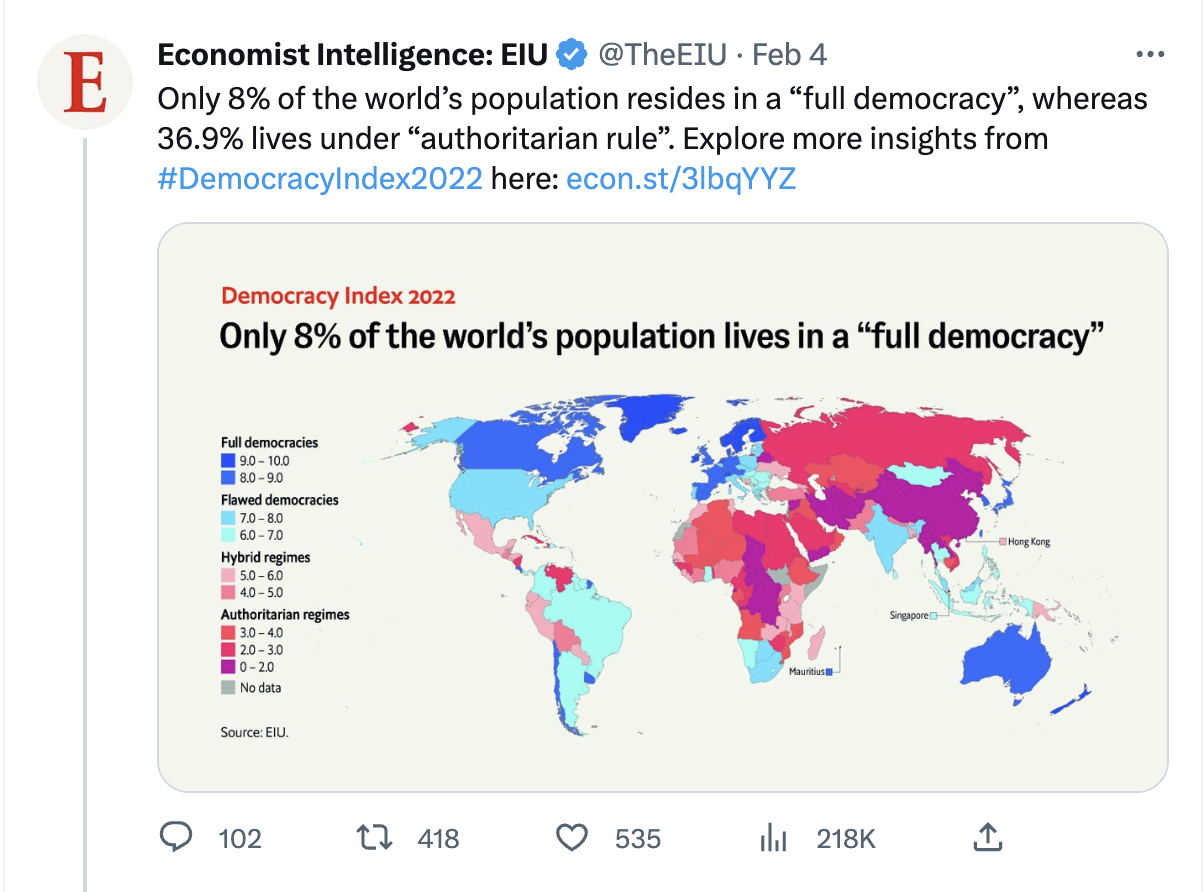 E
Economist Intelligence: EIU @TheEIU · Feb 4
Only 8% of the world’s population resides in a “full democracy”, whereas
36.9% lives under “authoritarian rule”. Explore more insights from
#DemocracyIndex2022 here: econ.st/3lbqYYZ
Democracy Index 2022
Only 8% of the world’s population lives in a “full democracy”
Full democracies
9.0 – 10.0
8.0 – 9.0
Flawed democracies
7.0 – 8.0
6.0 – 7.0
Hybrid regimes
5.0 – 6.0
4.0 – 5.0
Authoritarian regimes
3.0 – 4.0
2.0 – 3.0
0 – 2.0
No data
Hong Kong
Singapore
Mauritius
Source: EIU.
102 418 535 218K